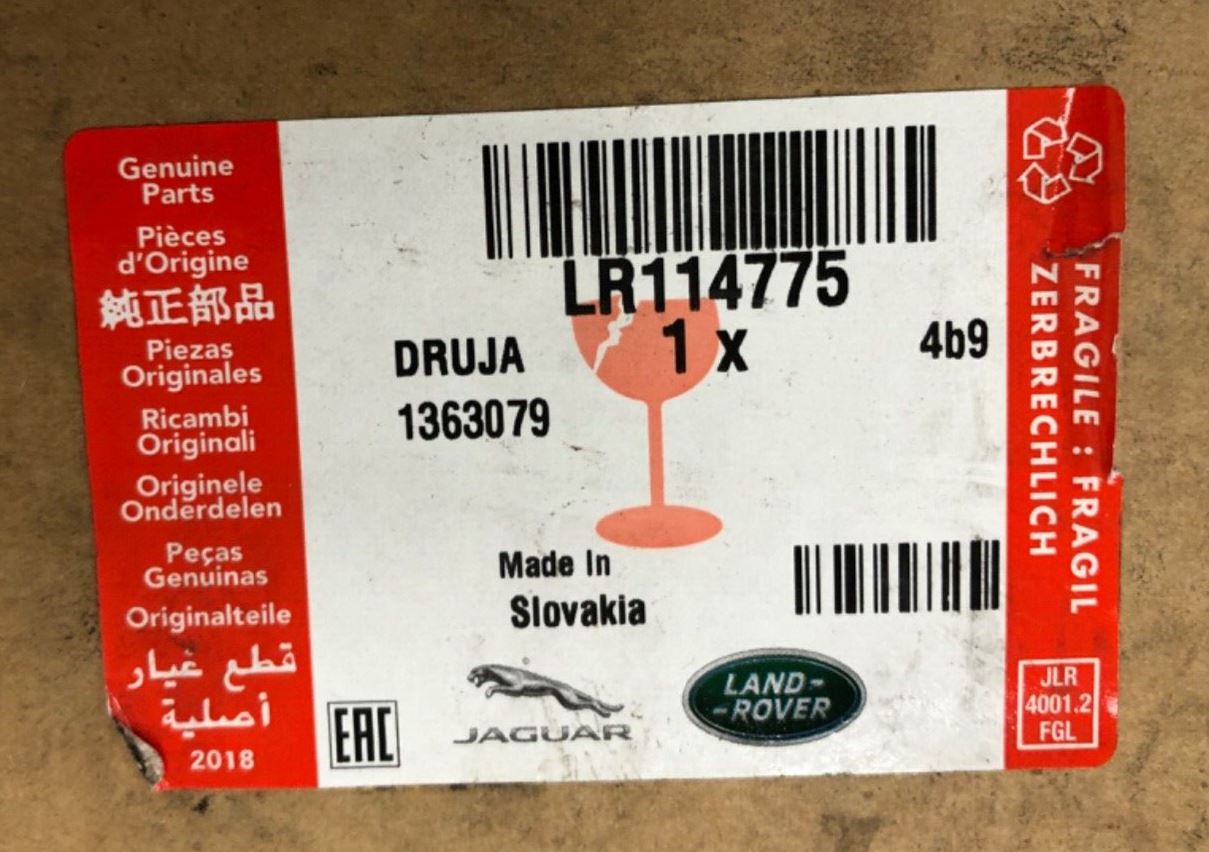 Genuine
Parts
Pièces
d'Origine
純正部品
Piezas
Originales
Ricambi
Originali
Originele
Onderdelen
Peças
Genuinas
Originalteile
قطع غيار
أصلية
2018
LR114775
DRUJA
1 x
4b9
1363079
Made In
Slovakia
EAC
JAGUAR
LAND-
-ROVER
FRAGILE : FRAGIL
ZERBRECHLICH
JLR
4001.2
FGL